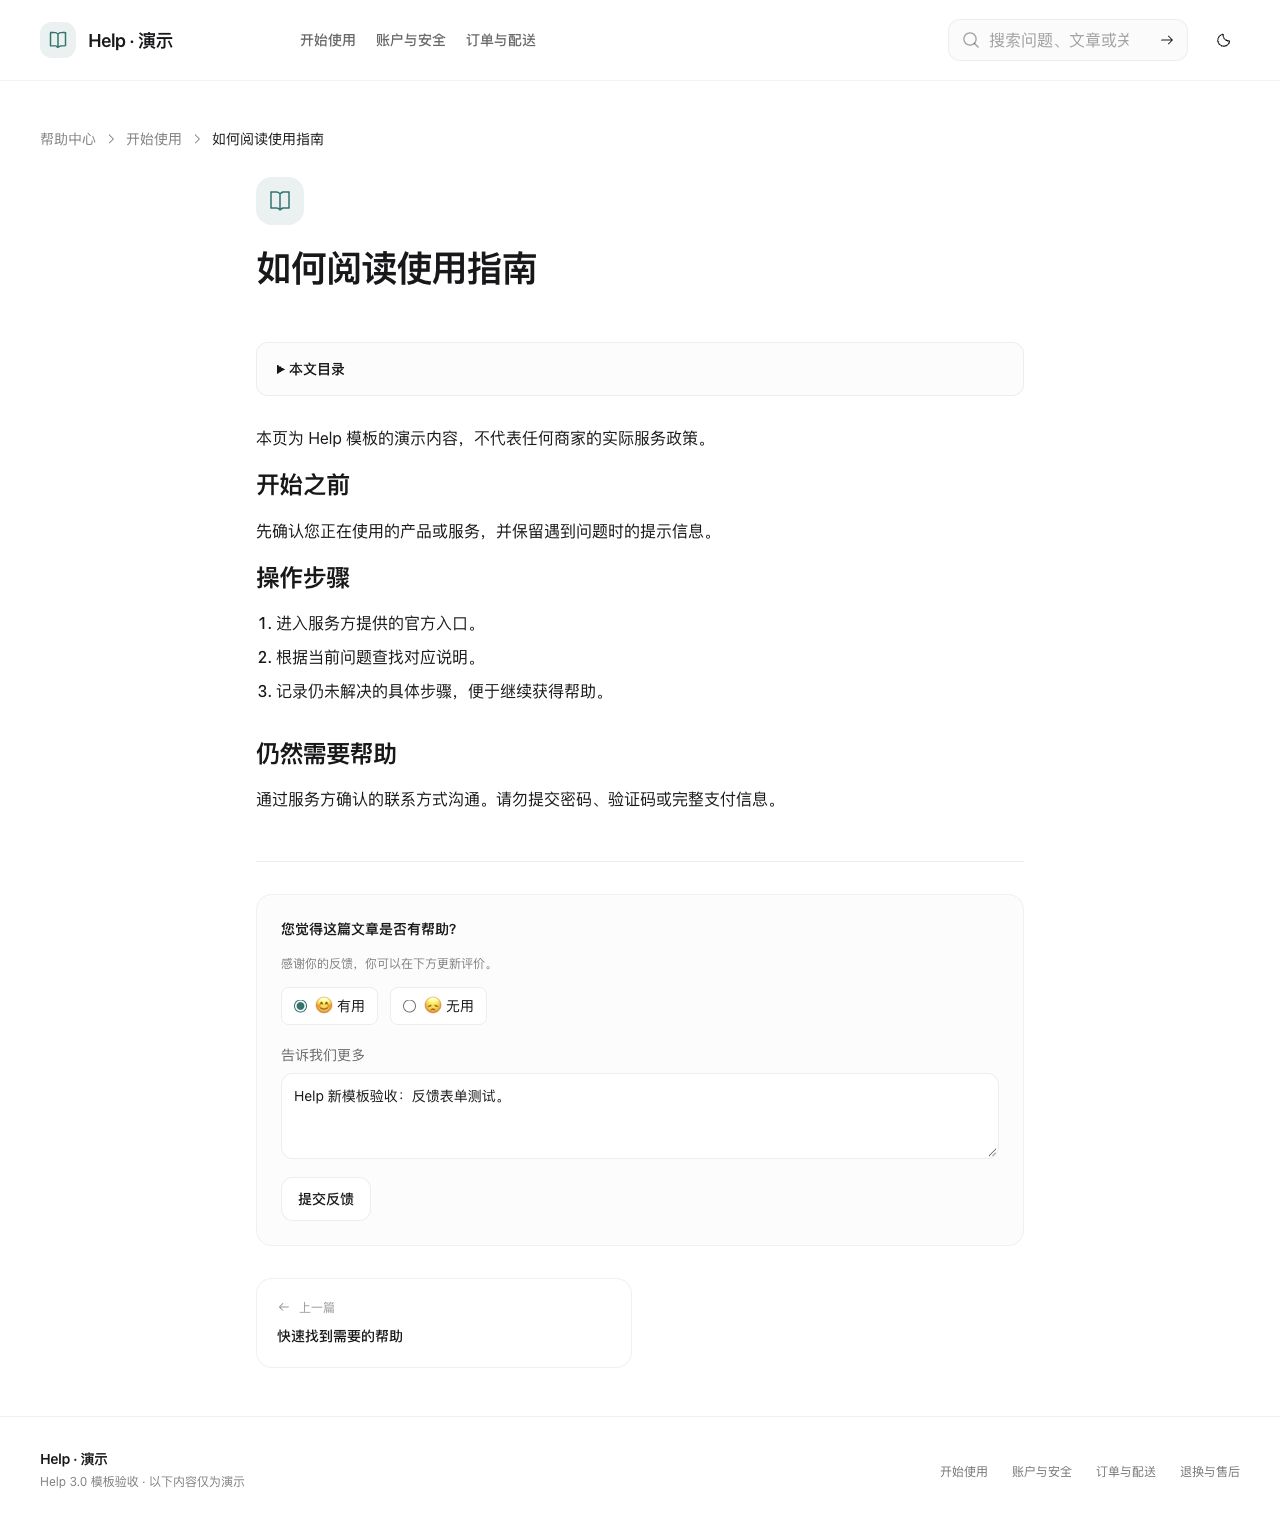 Help · 演示
开始使用 账户与安全 订单与配送
搜索问题、文章或关
帮助中心 > 开始使用 > 如何阅读使用指南
如何阅读使用指南
本文目录
本页为 Help 模板的演示内容，不代表任何商家的实际服务政策。
开始之前
先确认您正在使用的产品或服务，并保留遇到问题时的提示信息。
操作步骤
1. 进入服务方提供的官方入口。
2. 根据当前问题查找对应说明。
3. 记录仍未解决的具体步骤，便于继续获得帮助。
仍然需要帮助
通过服务方确认的联系方式沟通。请勿提交密码、验证码或完整支付信息。
您觉得这篇文章是否有帮助?
感谢你的反馈，你可以在下方更新评价。
😊 有用 😞 无用
告诉我们更多
Help 新模板验收：反馈表单测试。
提交反馈
← 上一篇
快速找到需要的帮助
Help · 演示
Help 3.0 模板验收 · 以下内容仅为演示
开始使用 账户与安全 订单与配送 退换与售后